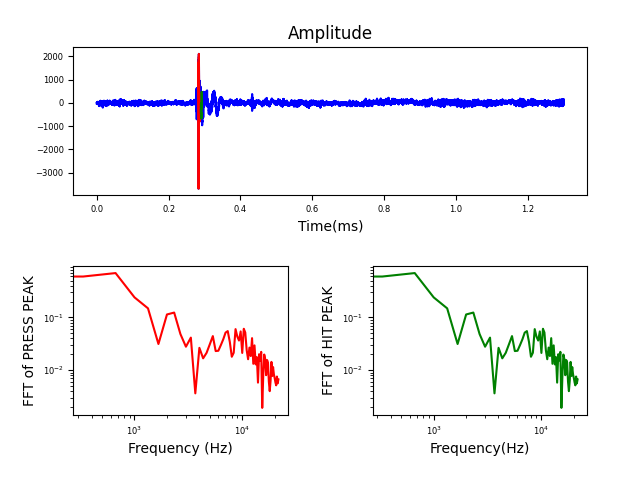 Amplitude
2000
1000
0
−1000
−2000
−3000
0.0 0.2 0.4 0.6 0.8 1.0 1.2
Time(ms)
FFT of PRESS PEAK
10⁻¹
10⁻²
10³ 10⁴
Frequency (Hz)
FFT of HIT PEAK
10⁻¹
10⁻²
10³ 10⁴
Frequency(Hz)